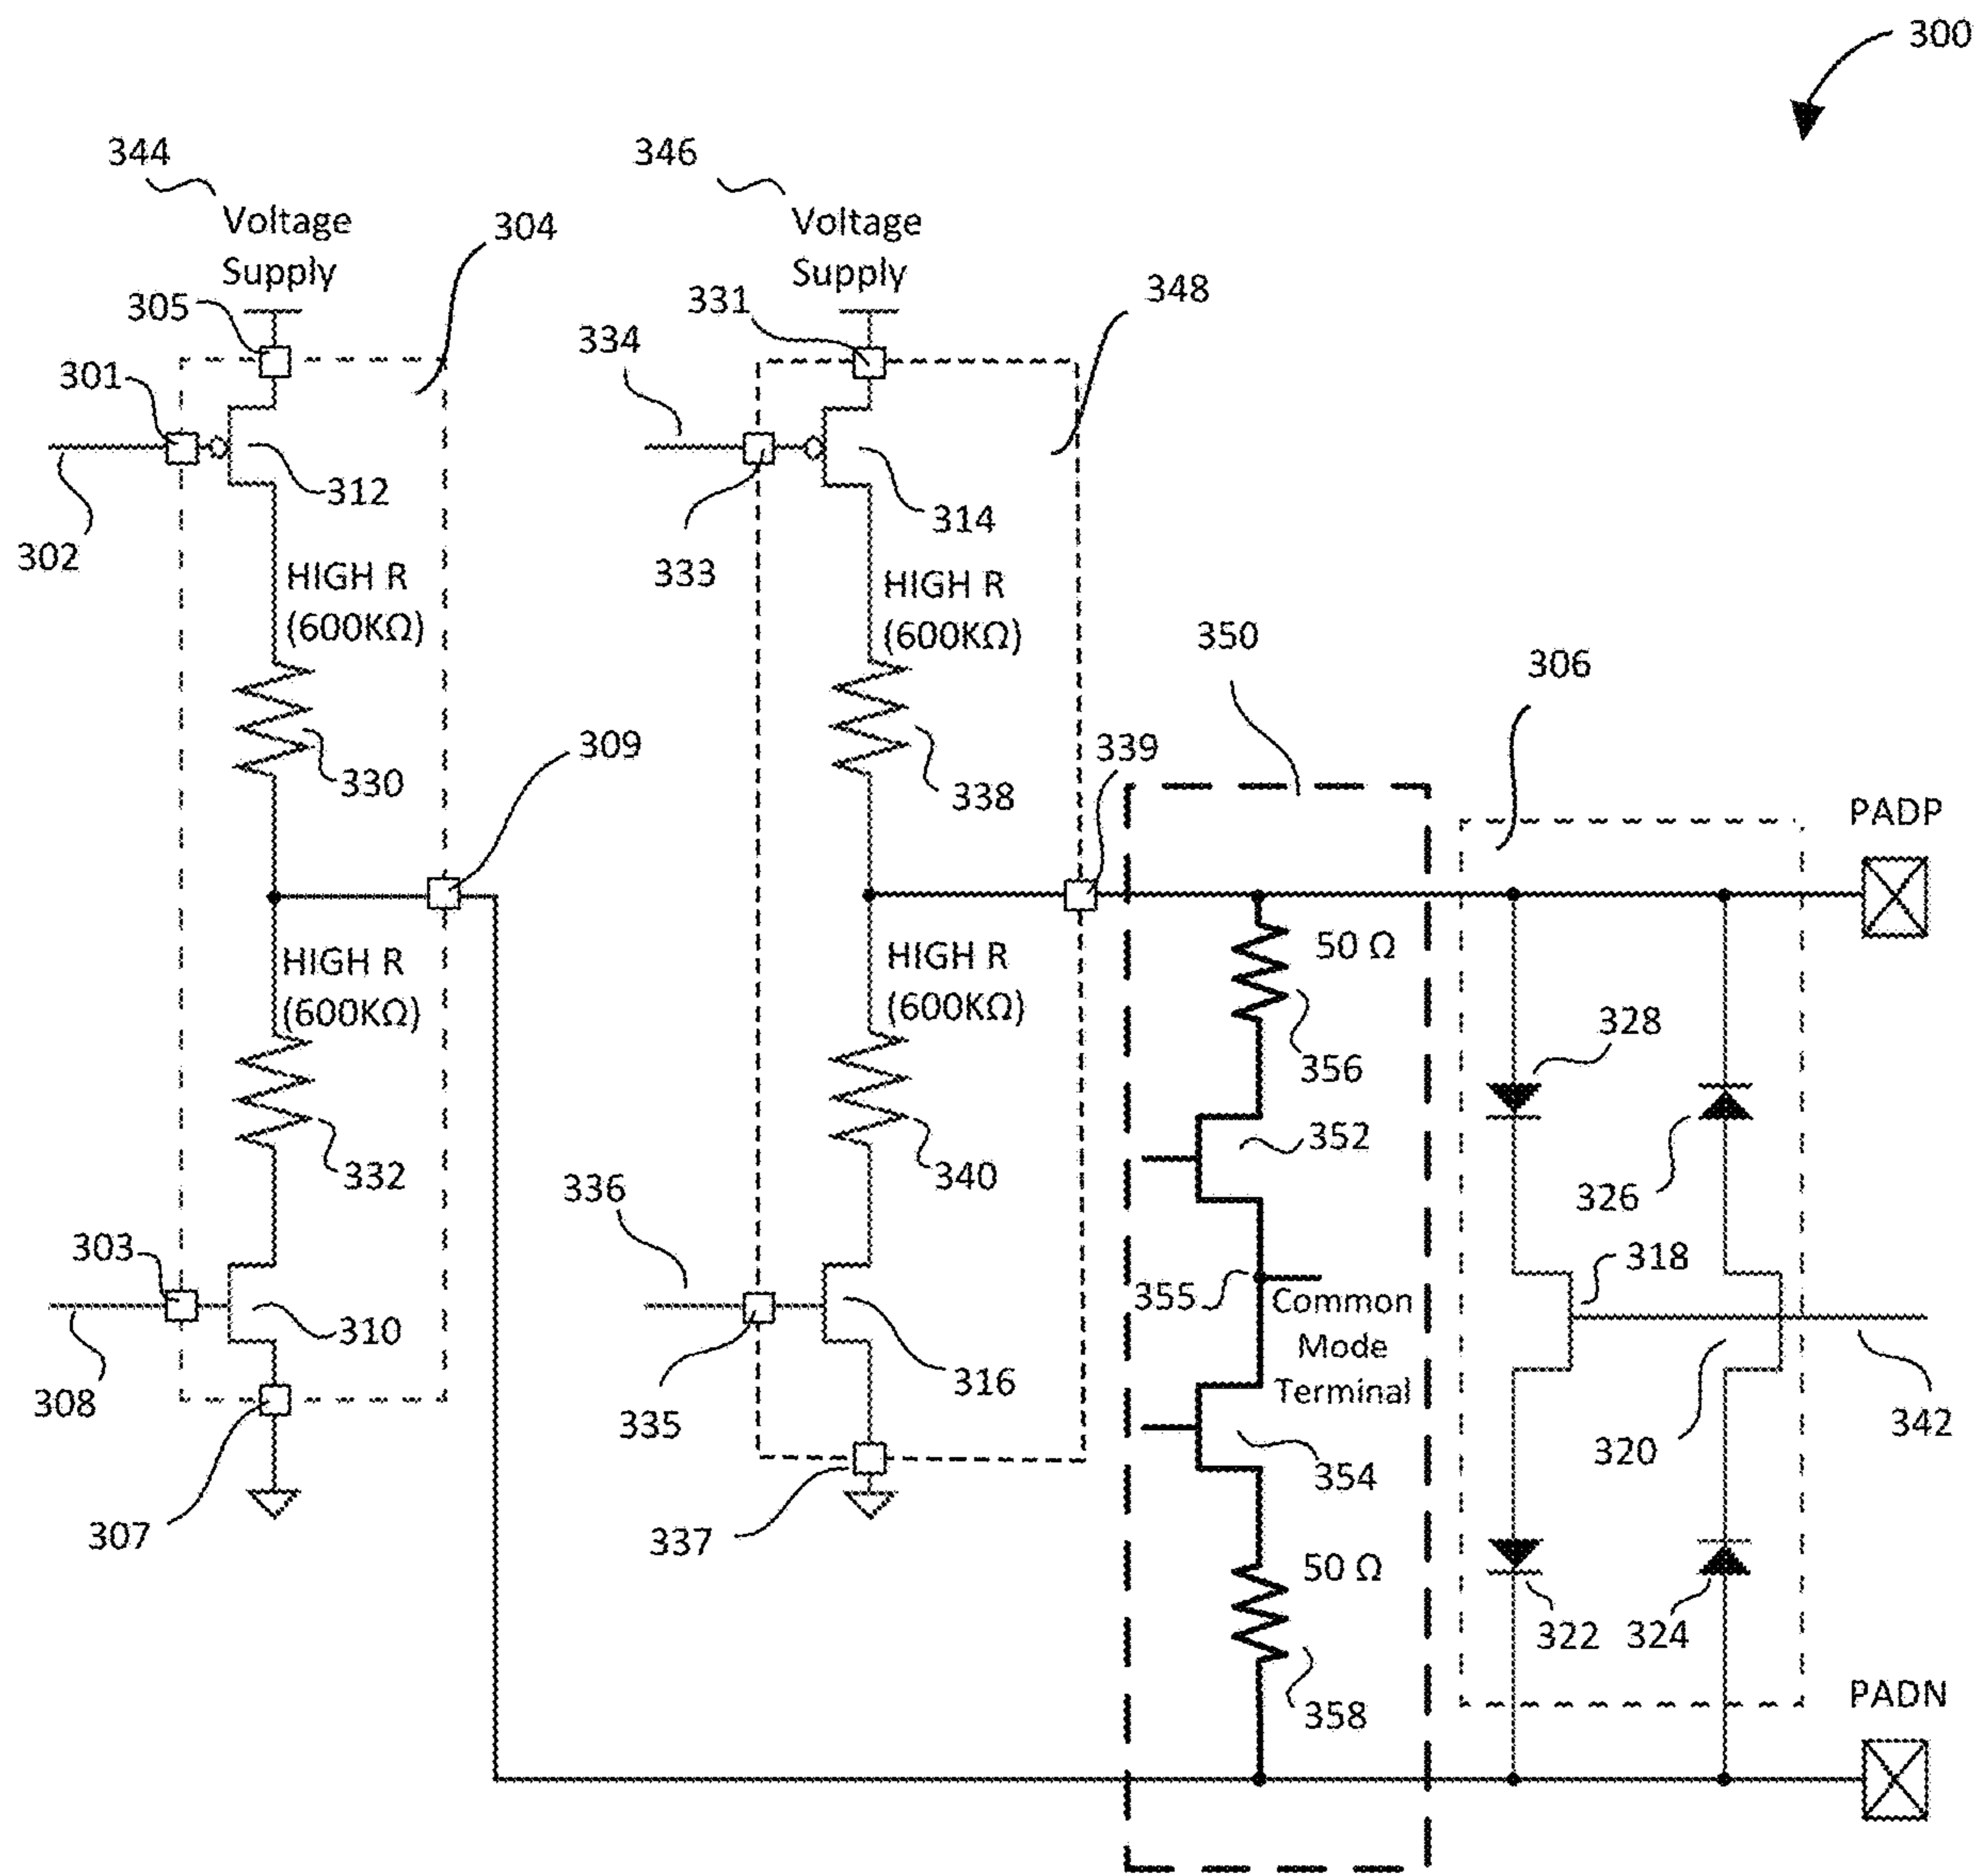 300
344
Voltage
Supply
304
305
301
302
312
HIGH R
(600KΩ)
330
309
HIGH R
(600KΩ)
332
303
310
308
307
346
Voltage
Supply
331
348
334
333
314
HIGH R
(600KΩ)
338
339
HIGH R
(600KΩ)
340
336
335
316
337
350
50 Ω
356
352
355
Common
Mode
Terminal
354
50 Ω
358
306
328
326
318
320
342
322
324
PADP
PADN